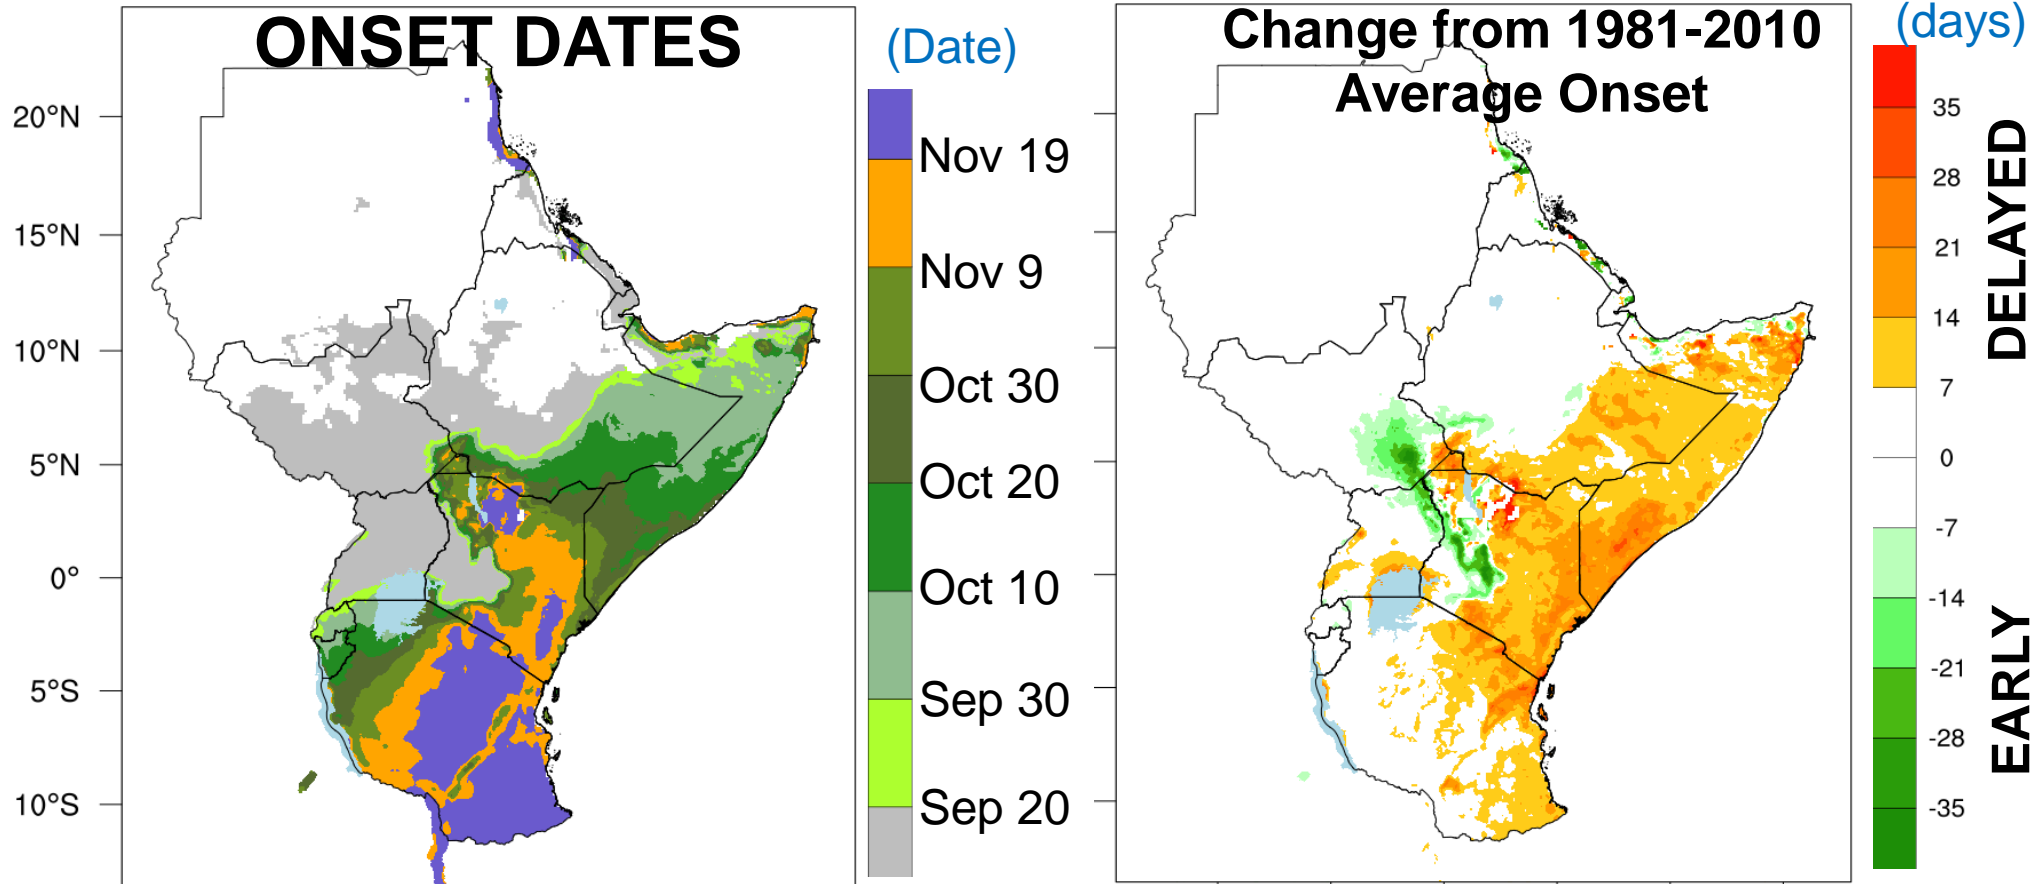 ONSET DATES
(Date)
20°N
15°N
10°N
5°N
0°
5°S
10°S
Nov 19
Nov 9
Oct 30
Oct 20
Oct 10
Sep 30
Sep 20
Change from 1981-2010
Average Onset
(days)
35
28
21
14
7
0
-7
-14
-21
-28
-35
DELAYED
EARLY